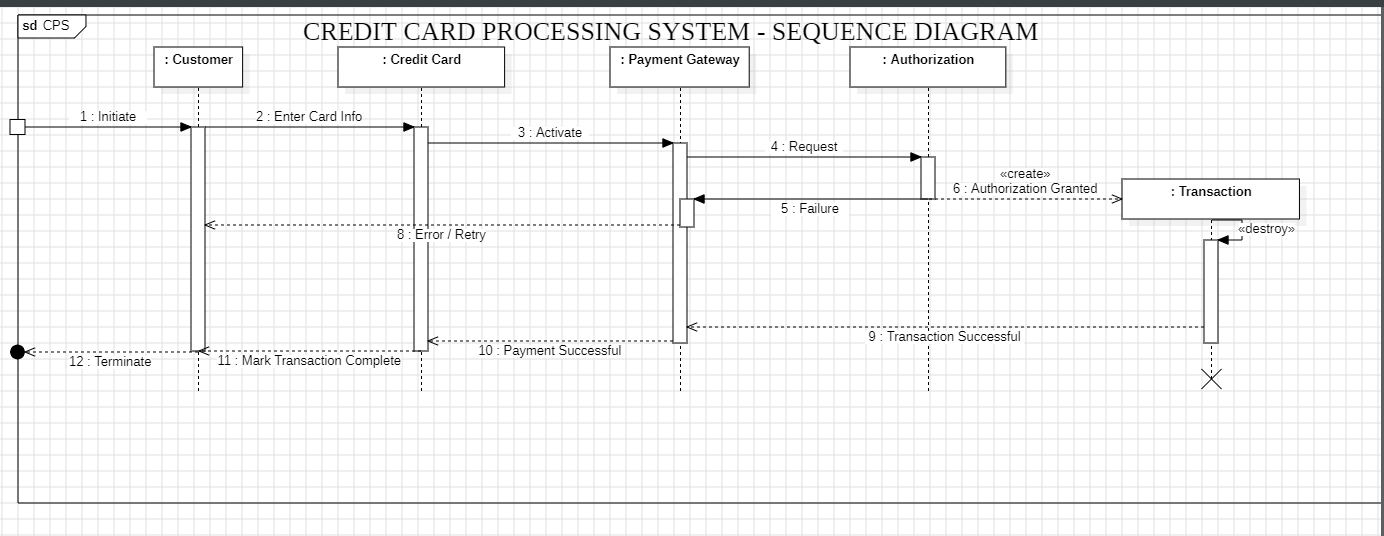 sd CPS
CREDIT CARD PROCESSING SYSTEM - SEQUENCE DIAGRAM
: Customer
: Credit Card
: Payment Gateway
: Authorization
1 : Initiate
2 : Enter Card Info
3 : Activate
4 : Request
«create»
6 : Authorization Granted
: Transaction
5 : Failure
«destroy»
8 : Error / Retry
9 : Transaction Successful
10 : Payment Successful
11 : Mark Transaction Complete
12 : Terminate